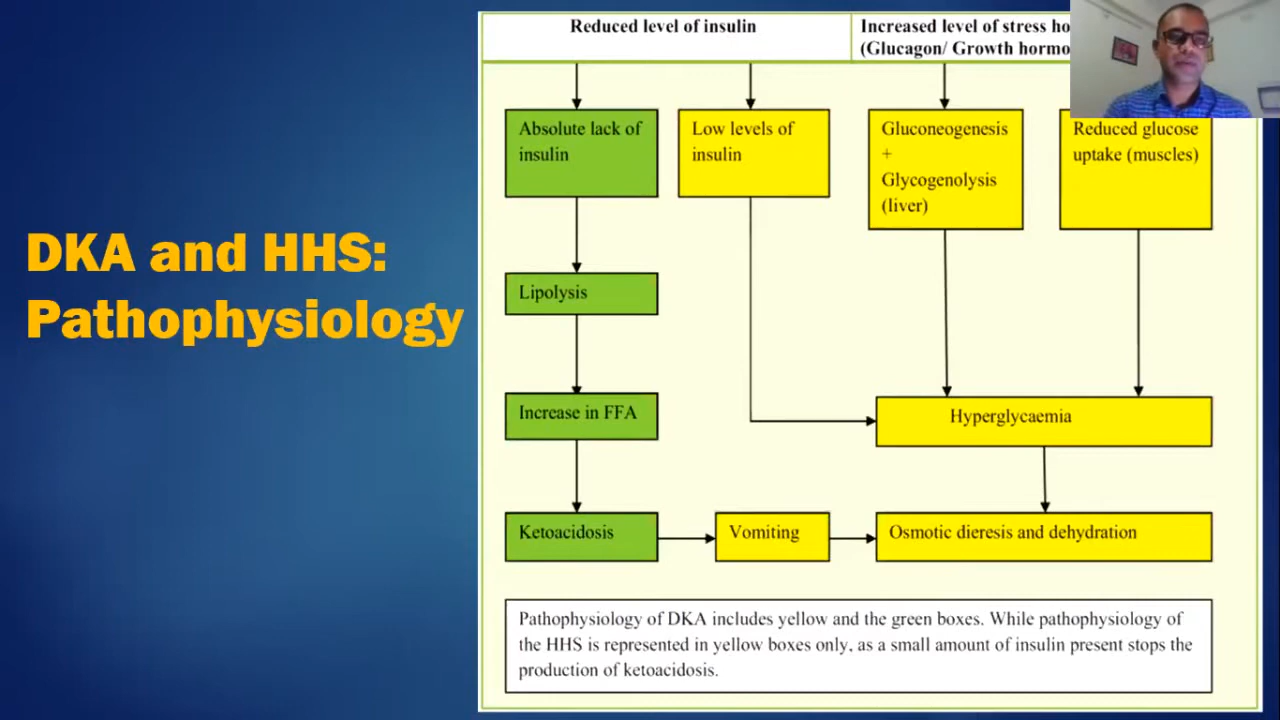 DKA and HHS:
Pathophysiology
Reduced level of insulin
Increased level of stress
(Glucagon/ Growth
Absolute lack of
insulin
Low levels of
insulin
Gluconeogenesis
+
Glycogenolysis
(liver)
Reduced glucose
uptake (muscles)
Lipolysis
Increase in FFA
Hyperglycaemia
Ketoacidosis
Vomiting
Osmotic dieresis and dehydration
Pathophysiology of DKA includes yellow and the green boxes. While pathophysiology of
the HHS is represented in yellow boxes only, as a small amount of insulin present stops the
production of ketoacidosis.